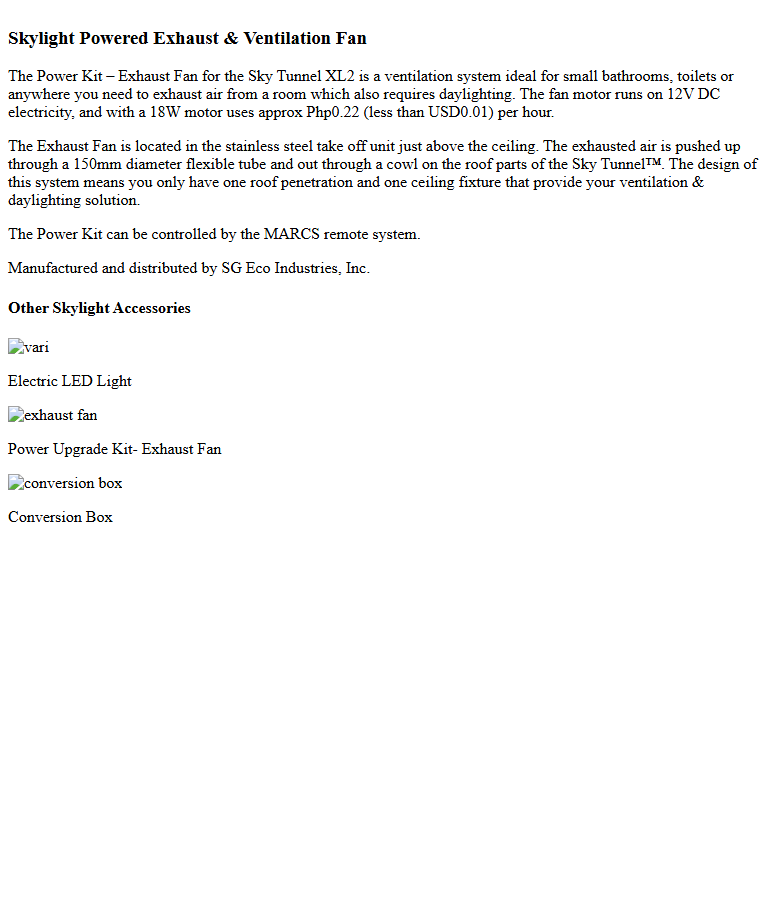 Skylight Powered Exhaust & Ventilation Fan
The Power Kit – Exhaust Fan for the Sky Tunnel XL2 is a ventilation system ideal for small bathrooms, toilets or
anywhere you need to exhaust air from a room which also requires daylighting. The fan motor runs on 12V DC
electricity, and with a 18W motor uses approx Php0.22 (less than USD0.01) per hour.
The Exhaust Fan is located in the stainless steel take off unit just above the ceiling. The exhausted air is pushed up
through a 150mm diameter flexible tube and out through a cowl on the roof parts of the Sky Tunnel™. The design of
this system means you only have one roof penetration and one ceiling fixture that provide your ventilation &
daylighting solution.
The Power Kit can be controlled by the MARCS remote system.
Manufactured and distributed by SG Eco Industries, Inc.
Other Skylight Accessories
vari
Electric LED Light
exhaust fan
Power Upgrade Kit- Exhaust Fan
conversion box
Conversion Box